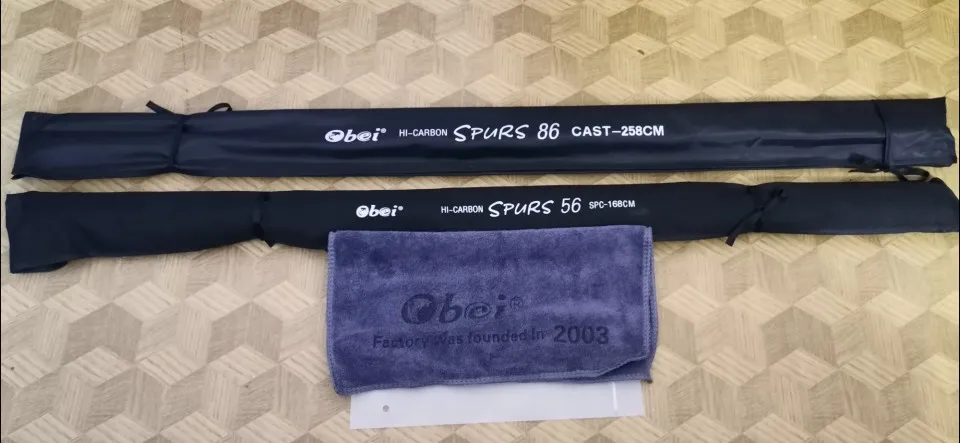 Obei® HI-CARBON SPURS 86 CAST-258CM
Obei® HI-CARBON SPURS 56 SPC-168CM
Obei®
Factory was founded in 2003